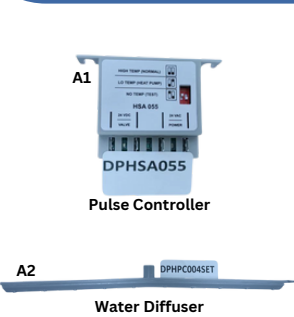 A1
HIGH TEMP (NORMAL)
LO TEMP (HEAT PUMP)
NO TEMP (TEST)
HSA 055
24 VDC
VALVE
24 VEC
POWER
DPHSA055
Pulse Controller
A2
DPHPC004SET
Water Diffuser